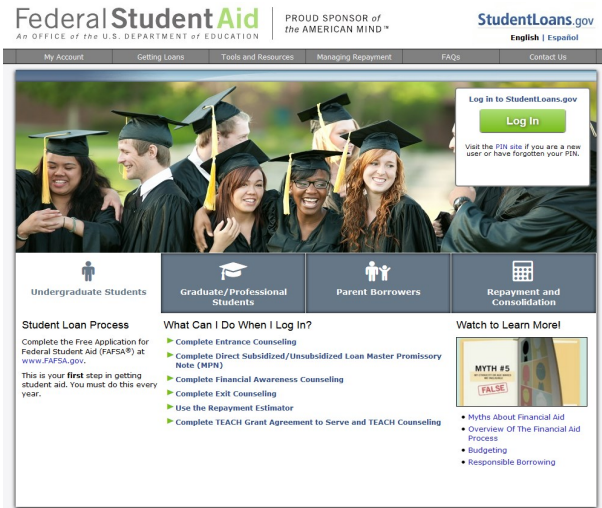 Federal Student Aid
An OFFICE of the U.S. DEPARTMENT of EDUCATION
PROUD SPONSOR of
the AMERICAN MIND™
StudentLoans.gov
English | Español
My Account
Getting Loans
Tools and Resources
Managing Repayment
FAQs
Contact Us
Log in to StudentLoans.gov
Log In
Visit the PIN site if you are a new
user or have forgotten your PIN.
Undergraduate Students
Graduate/Professional
Students
Parent Borrowers
Repayment and
Consolidation
Student Loan Process
Complete the Free Application for
Federal Student Aid (FAFSA®) at
www.FAFSA.gov.
This is your first step in getting
student aid. You must do this every
year.
What Can I Do When I Log In?
Complete Entrance Counseling
Complete Direct Subsidized/Unsubsidized Loan Master Promissory
Note (MPN)
Complete Financial Awareness Counseling
Complete Exit Counseling
Use the Repayment Estimator
Complete TEACH Grant Agreement to Serve and TEACH Counseling
Watch to Learn More!
MYTH #5
FALSE
• Myths About Financial Aid
• Overview Of The Financial Aid
Process
• Budgeting
• Responsible Borrowing